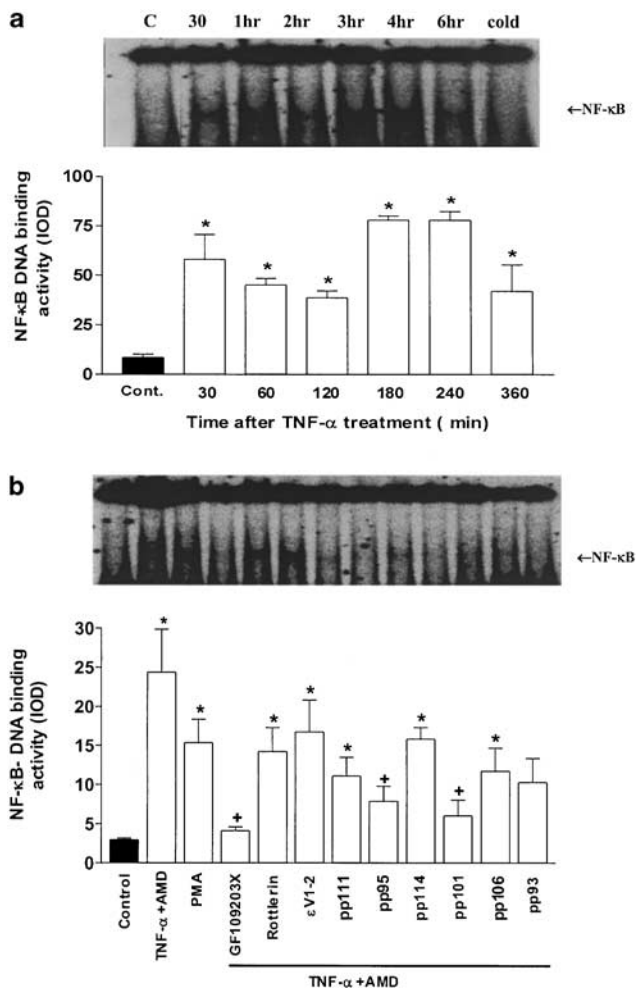 a
C 30 1hr 2hr 3hr 4hr 6hr cold
←NF-κB
NFκB DNA binding
activity (IOD)
100
75
50
25
0
* * * * * *
Cont. 30 60 120 180 240 360
Time after TNF-α treatment ( min)
b
←NF-κB
NF-κB- DNA binding
activity (IOD)
30
25
20
15
10
5
0
* * + * * * + * + *
Control
TNF-α +AMD
PMA
GF109203X
Rottlerin
εV1-2
pp111
pp95
pp114
pp101
pp106
pp93
TNF-α +AMD